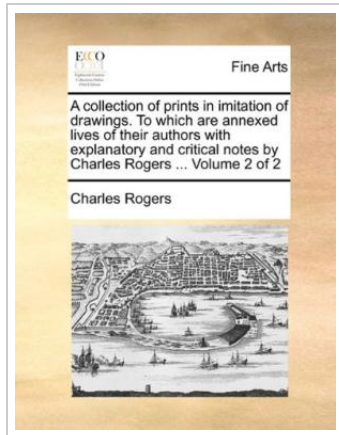 ECCO
Fine Arts
A collection of prints in imitation of
drawings. To which are annexed
lives of their authors with
explanatory and critical notes by
Charles Rogers ... Volume 2 of 2
Charles Rogers